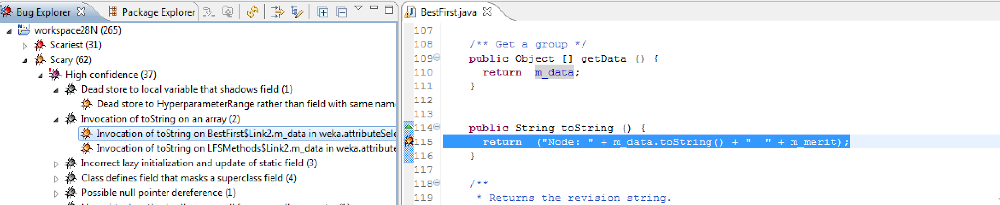 Bug Explorer
Package Explorer
workspace28N (265)
Scariest (31)
Scary (62)
High confidence (37)
Dead store to local variable that shadows field (1)
Dead store to HyperparameterRange rather than field with same nam
Invocation of toString on an array (2)
Invocation of toString on BestFirst$Link2.m_data in weka.attributeSele
Invocation of toString on LFSMethods$Link2.m_data in weka.attribute
Incorrect lazy initialization and update of static field (3)
Class defines field that masks a superclass field (4)
Possible null pointer dereference (1)
BestFirst.java
107
108 /** Get a group */
109 public Object [] getData () {
110 return m_data;
111 }
112
113
114 public String toString () {
115 return ("Node: " + m_data.toString() + "  " + m_merit);
116 }
117
118 /**
119 * Returns the revision string.